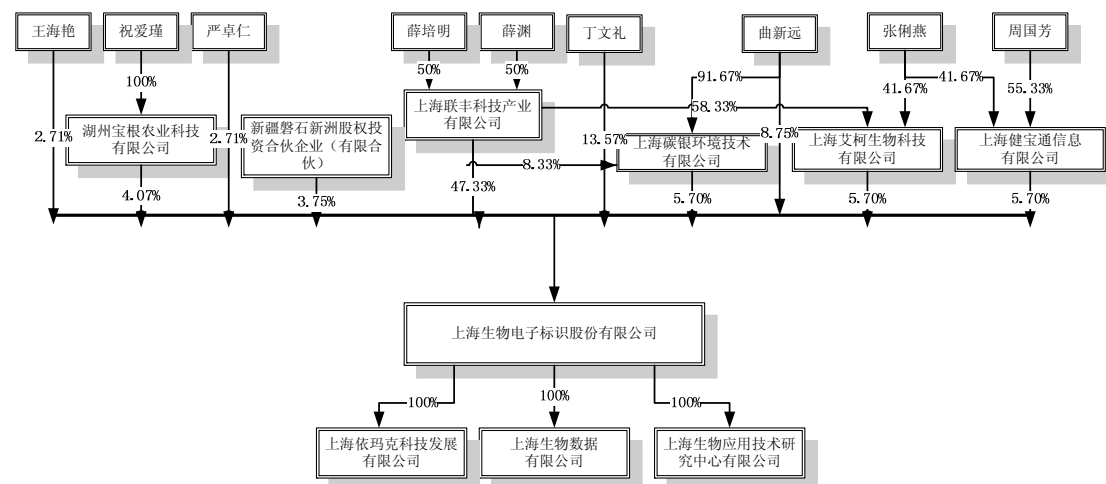 王海艳
祝爱瑾
严卓仁
薛培明
薛渊
丁文礼
曲新远
张俐燕
周国芳
100%
50%
50%
91.67%
41.67%
41.67%
55.33%
2.71%
湖州宝根农业科技
有限公司
2.71%
新疆磐石新洲股权投
资合伙企业（有限合
伙）
上海联丰科技产业
有限公司
58.33%
13.57%
上海碳银环境技术
有限公司
8.75%
上海艾柯生物科技
有限公司
上海健宝通信息
有限公司
8.33%
4.07%
3.75%
47.33%
5.70%
5.70%
5.70%
上海生物电子标识股份有限公司
100%
100%
100%
上海依玛克科技发展
有限公司
上海生物数据
有限公司
上海生物应用技术研
究中心有限公司